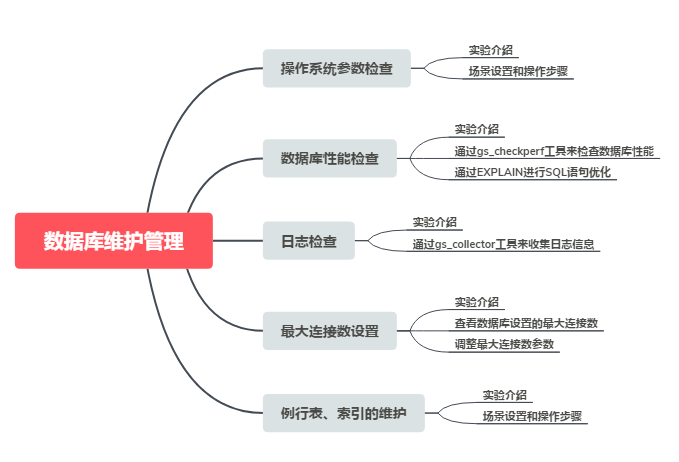 数据库维护管理
操作系统参数检查
实验介绍
场景设置和操作步骤
数据库性能检查
实验介绍
通过gs_checkperf工具来检查数据库性能
通过EXPLAIN进行SQL语句优化
日志检查
实验介绍
通过gs_collector工具来收集日志信息
最大连接数设置
实验介绍
查看数据库设置的最大连接数
调整最大连接数参数
例行表、索引的维护
实验介绍
场景设置和操作步骤